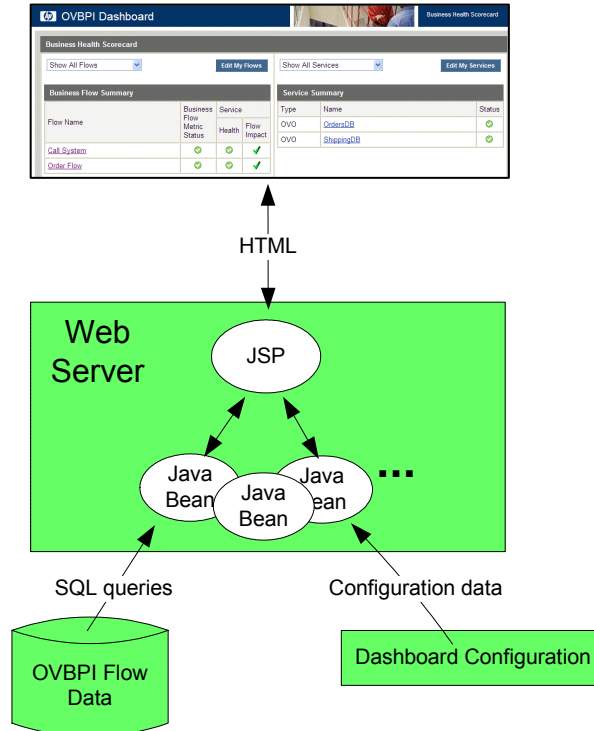 hp OVBPI Dashboard
Business Health Scorecard
Business Health Scorecard
Show All Flows
Edit My Flows
Show All Services
Edit My Services
Business Flow Summary
Service Summary
Flow Name
Business Flow Metric Status
Service
Health
Flow Impact
Type
Name
Status
OVO
OrdersDB
OVO
ShippingDB
Call System
Order Flow
HTML
Web
Server
JSP
Java
Bean
Java
Bean
Java
ean
...
SQL queries
Configuration data
OVBPI Flow
Data
Dashboard Configuration